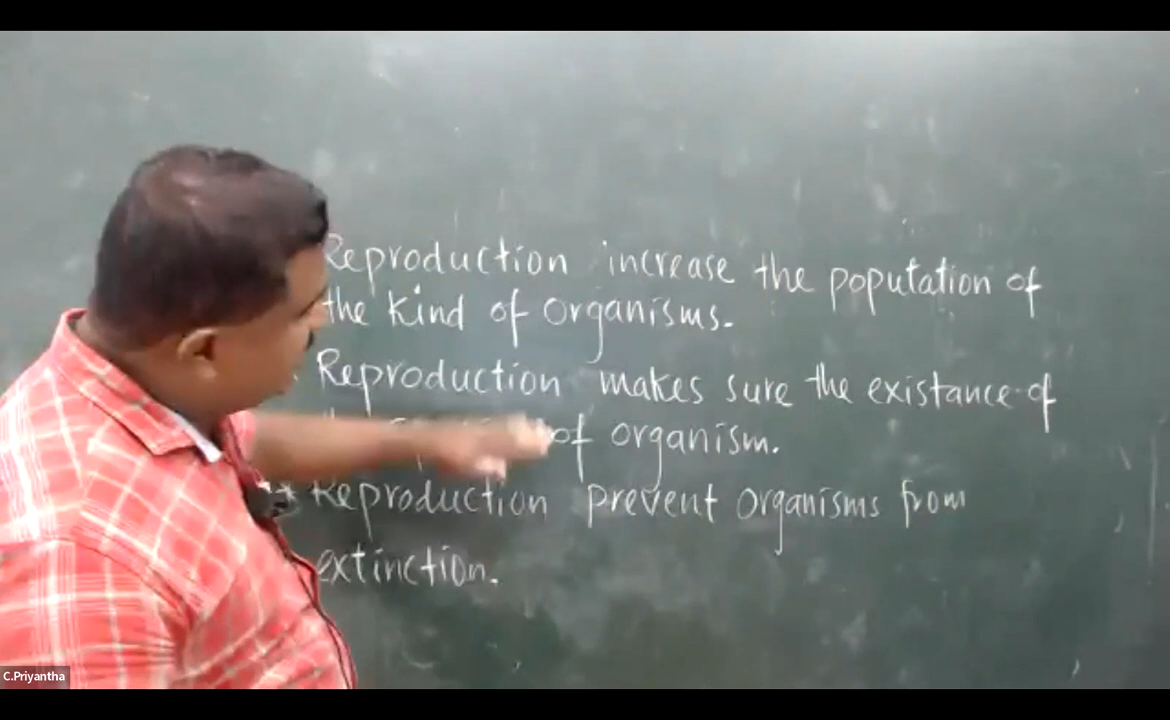 Reproduction increase the population of
the kind of organisms.
Reproduction makes sure the existance of
of organism.
* Reproduction prevent organisms from
extinction.
C.Priyantha